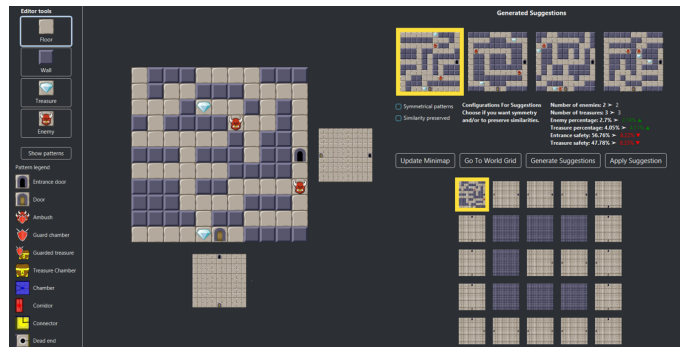 Editor tools
Floor
Wall
Treasure
Enemy
Show patterns
Pattern legend
Entrance door
Door
Ambush
Guard chamber
Guarded treasure
Treasure Chamber
Chamber
Corridor
Connector
Dead end
Generated Suggestions
Symmetrical patterns
Similarity preserved
Configurations For Suggestions
Choose if you want symmetry
and/or to preserve similarities.
Number of enemies: 2 ➢ 2
Number of treasures: 3 ➢ 3
Enemy percentage: 2.7% ➢
Treasure percentage: 4.05% ➢
Entrance safety: 56.76% ➢
Treasure safety: 47.78% ➢
Update Minimap
Go To World Grid
Generate Suggestions
Apply Suggestion